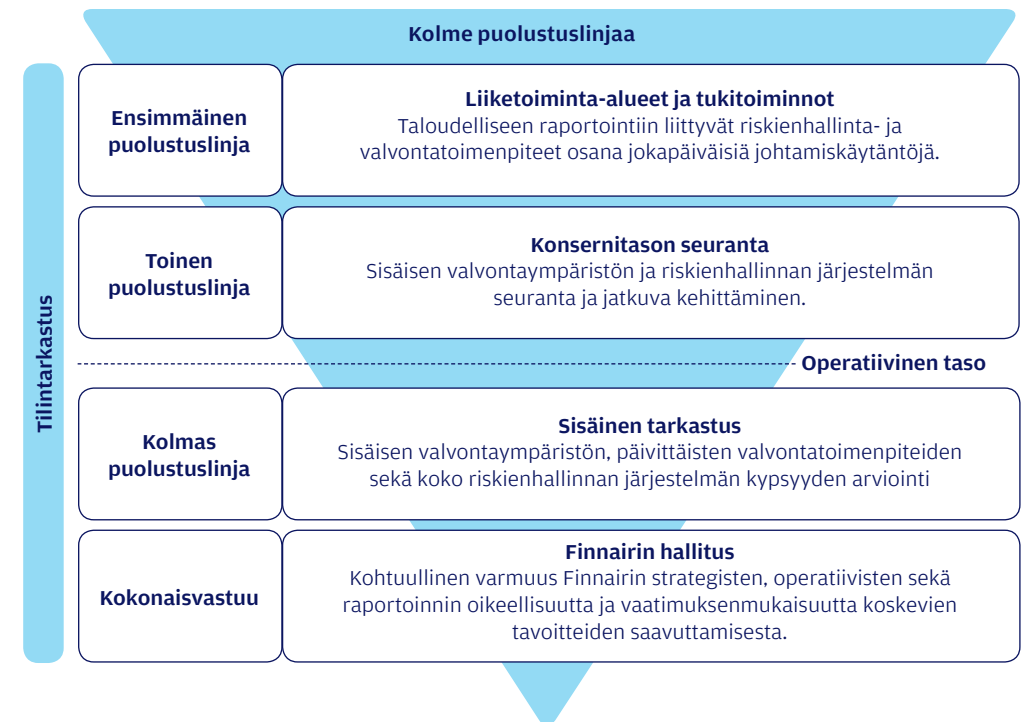 Kolme puolustuslinjaa
Tilintarkastus
Ensimmäinen
puolustuslinja
Liiketoiminta-alueet ja tukitoiminnot
Taloudelliseen raportointiin liittyvät riskienhallinta- ja
valvontatoimenpiteet osana jokapäiväisiä johtamiskäytäntöjä.
Toinen
puolustuslinja
Konsernitason seuranta
Sisäisen valvontaympäristön ja riskienhallinnan järjestelmän
seuranta ja jatkuva kehittäminen.
Operatiivinen taso
Kolmas
puolustuslinja
Sisäinen tarkastus
Sisäisen valvontaympäristön, päivittäisten valvontatoimenpiteiden
sekä koko riskienhallinnan järjestelmän kypsyyden arviointi
Kokonaisvastuu
Finnairin hallitus
Kohtuullinen varmuus Finnairin strategisten, operatiivisten sekä
raportoinnin oikeellisuutta ja vaatimuksenmukaisuutta koskevien
tavoitteiden saavuttamisesta.